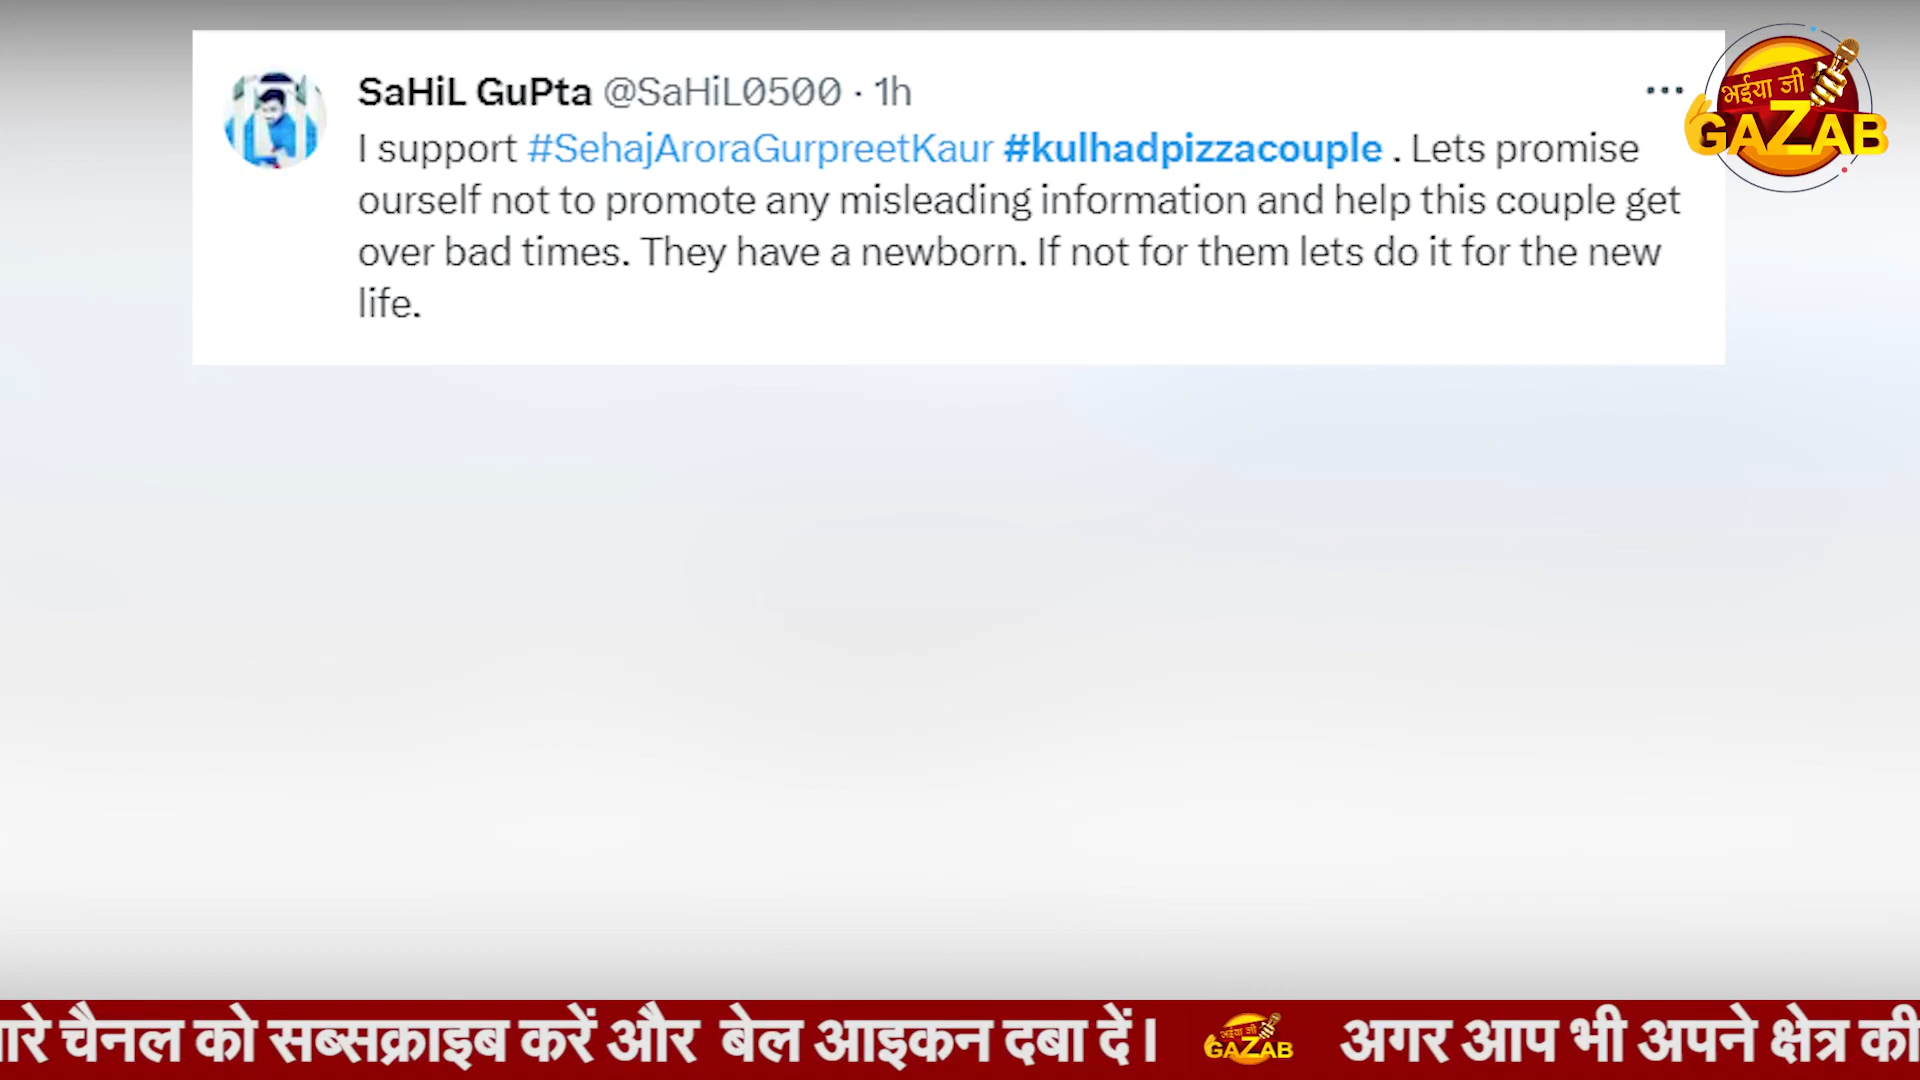 SaHiL GuPta @SaHiL0500 · 1h
I support #SehajAroraGurpreetKaur #kulhadpizzacouple . Lets promise
ourself not to promote any misleading information and help this couple get
over bad times. They have a newborn. If not for them lets do it for the new
life.
भईया जी
GAZAB
चैनल को सब्सक्राइब करें और बेल आइकन दबा दें। भईया जी GAZAB अगर आप भी अपने क्षेत्र की